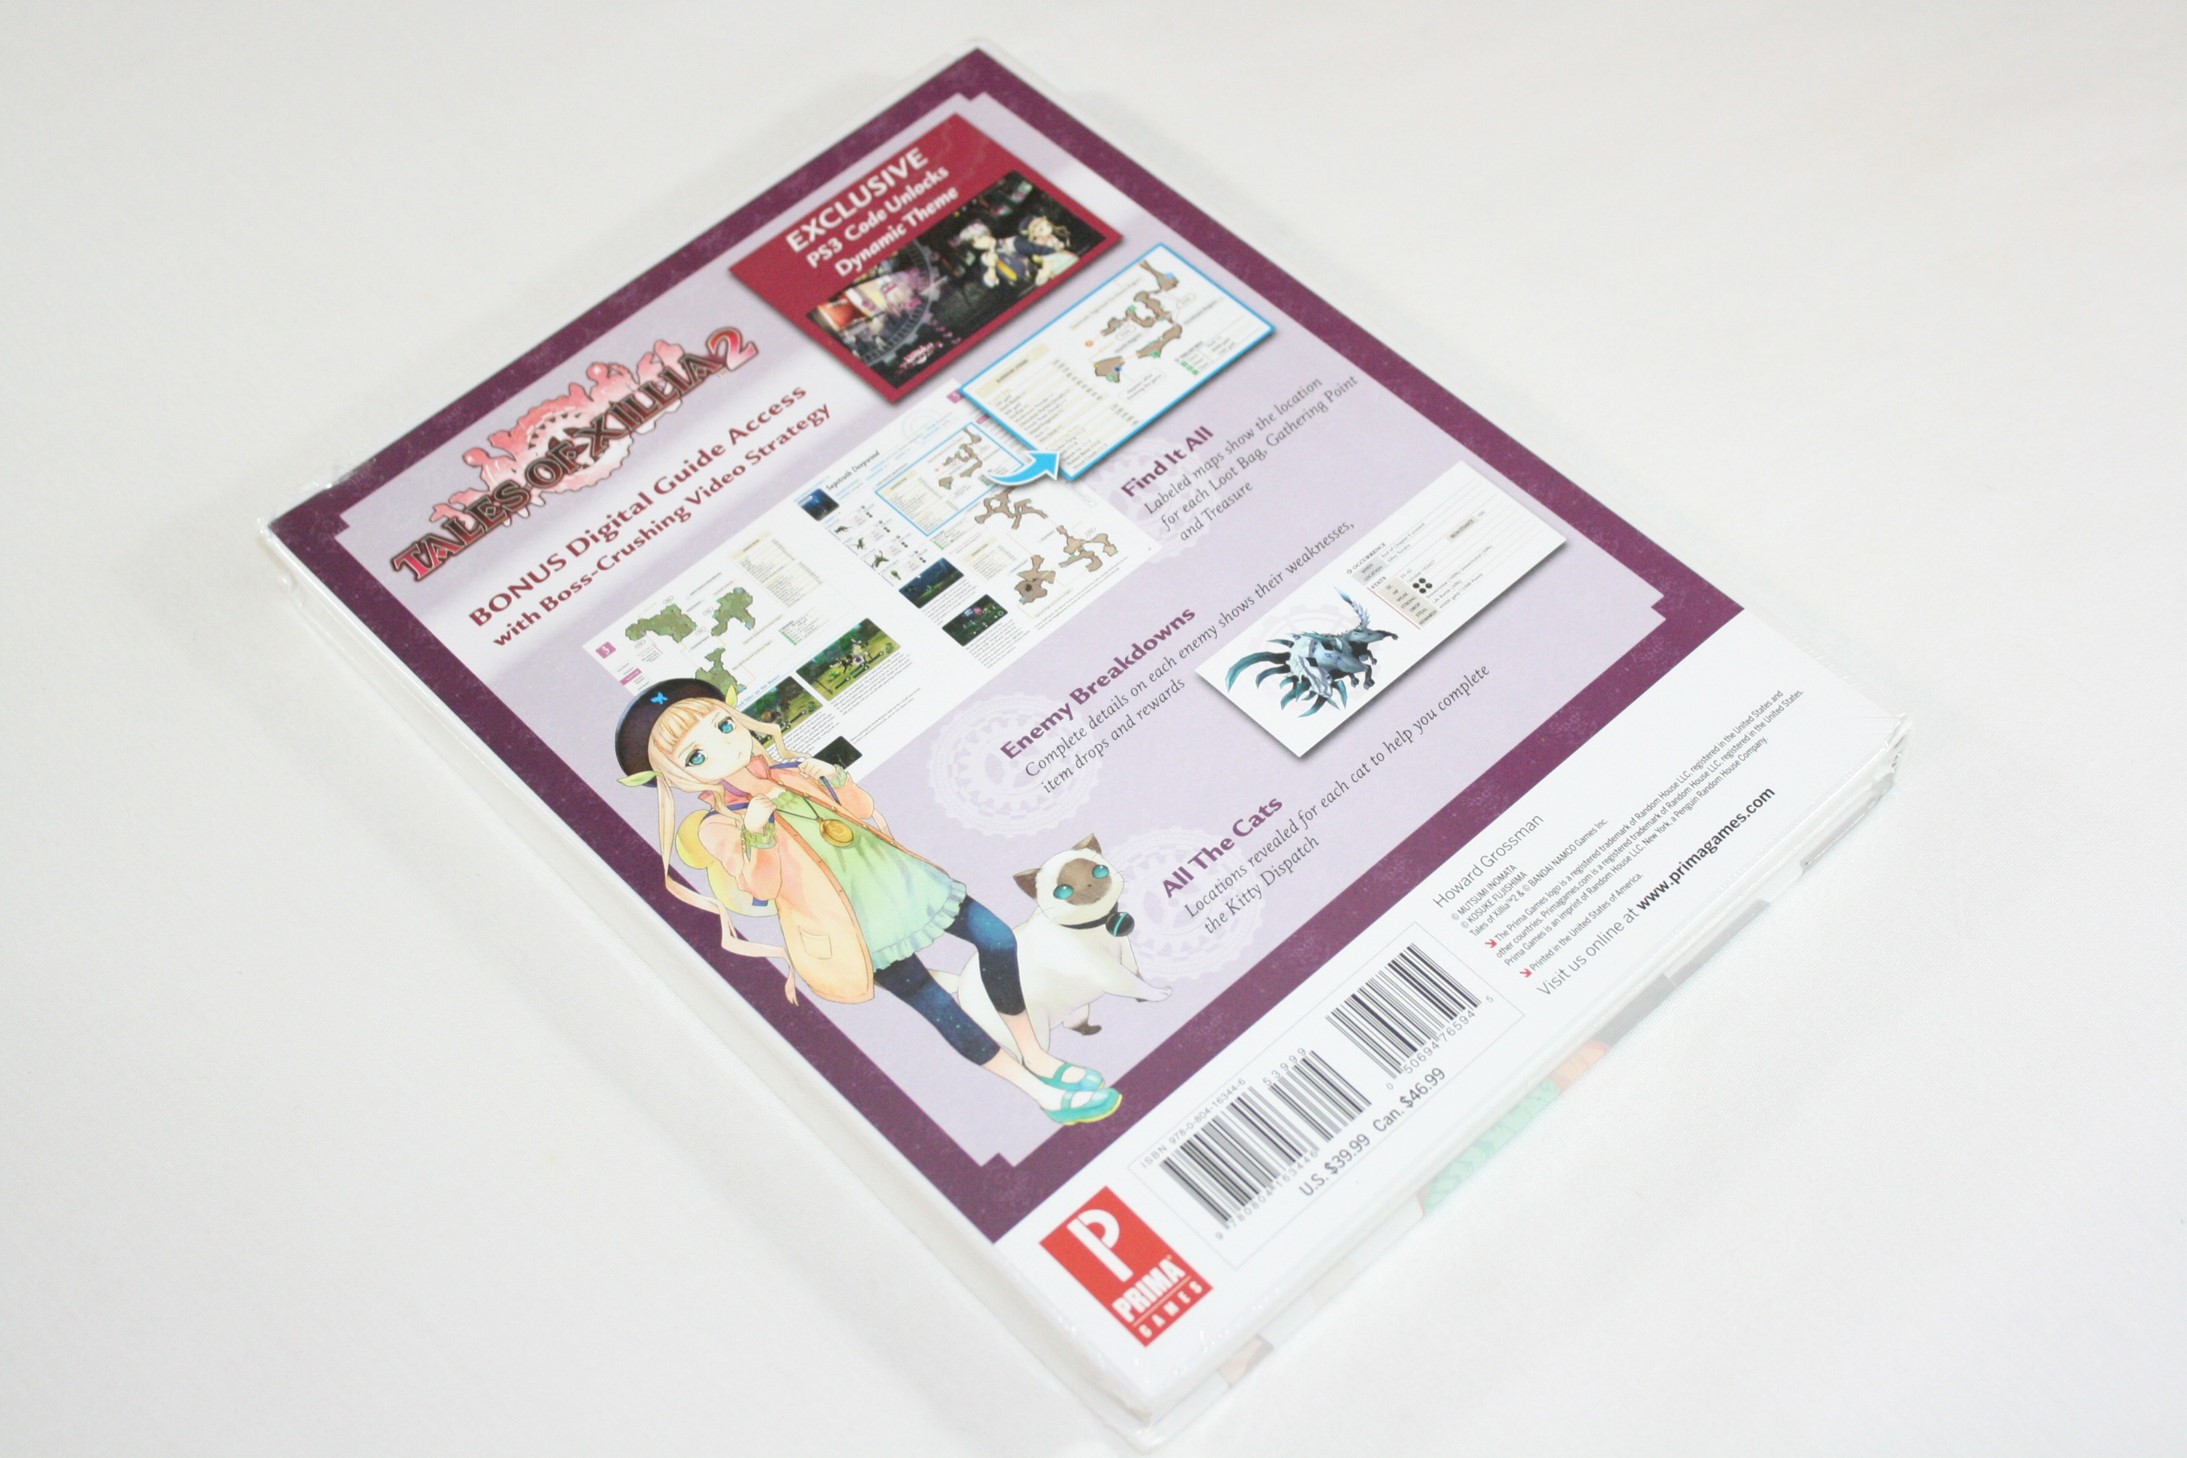 EXCLUSIVE
PS3 Code Unlocks
Dynamic Theme
TALES OF XILLIA 2
BONUS Digital Guide Access
with Boss-Crushing Video Strategy
Find It All
Labeled maps show the location
for each Loot Bag, Gathering Point
and Treasure
Enemy Breakdowns
Complete details on each enemy shows their weaknesses,
item drops and rewards
All The Cats
Locations revealed for each cat to help you complete
the Kitty Dispatch
Howard Grossman
© MUTSUMI INOMATA
© KOSUKE FUJISHIMA
Tales of Xillia™2 & © BANDAI NAMCO Games Inc.
The Prima Games logo is a registered trademark of Random House LLC, registered in the United States and
other countries. Primagames.com is a registered trademark of Random House LLC, registered in the United States.
Prima Games is an imprint of Random House LLC, New York, a Penguin Random House Company.
Printed in the United States of America.
Visit us online at www.primagames.com
ISBN 978-0-804-16344-6
53999
9 780804 163446
0 50694 76594 5
U.S. $39.99 Can. $46.99
PRIMA
GAMES